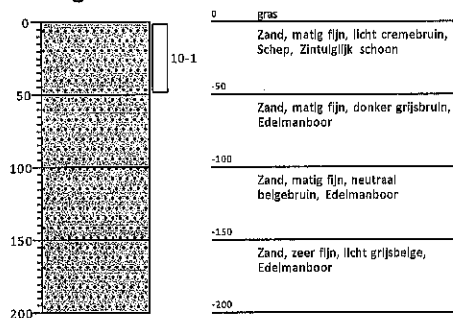 0
50
100
150
200
10-1
0 gras
Zand, matig fijn, licht cremebruin,
Schep, Zintuiglijk schoon
-50
Zand, matig fijn, donker grijsbruin,
Edelmanboor
-100
Zand, matig fijn, neutraal
beigebruin, Edelmanboor
-150
Zand, zeer fijn, licht grijsbeige,
Edelmanboor
-200